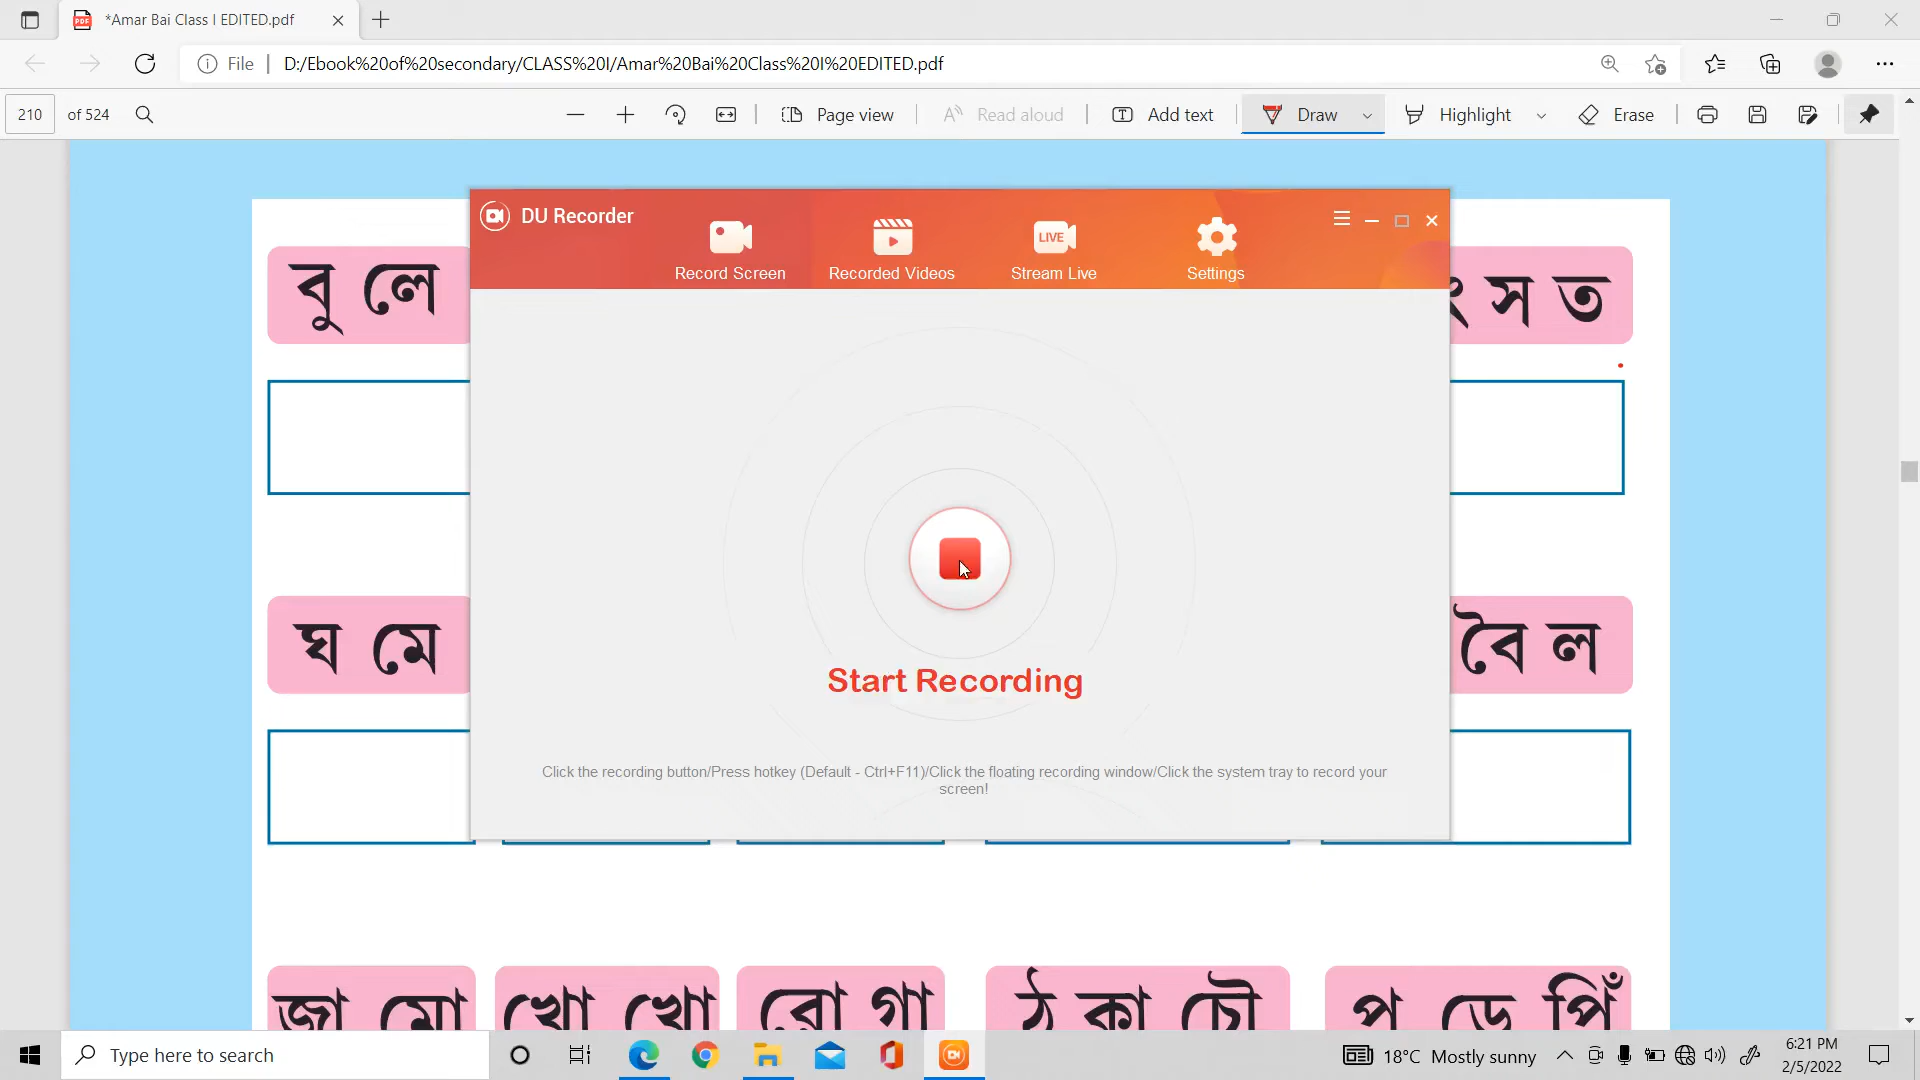 *Amar Bai Class I EDITED.pdf
File
D:/Ebook%20of%20secondary/CLASS%20I/Amar%20Bai%20Class%20I%20EDITED.pdf
210 of 524
Page view
Read aloud
Add text
Draw
Highlight
Erase
DU Recorder
Record Screen
Recorded Videos
LIVE
Stream Live
Settings
বু লে
স ত
Start Recording
ঘ মে
বৈ ল
Click the recording button/Press hotkey (Default - Ctrl+F11)/Click the floating recording window/Click the system tray to record your
screen!
জা মো
খো খো
রো গা
ঠ কা চৌ
প ড়ে পিঁ
Type here to search
18°C Mostly sunny
6:21 PM
2/5/2022